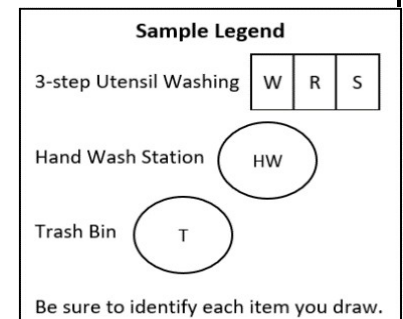 Sample Legend
3-step Utensil Washing W R S
Hand Wash Station HW
Trash Bin T
Be sure to identify each item you draw.